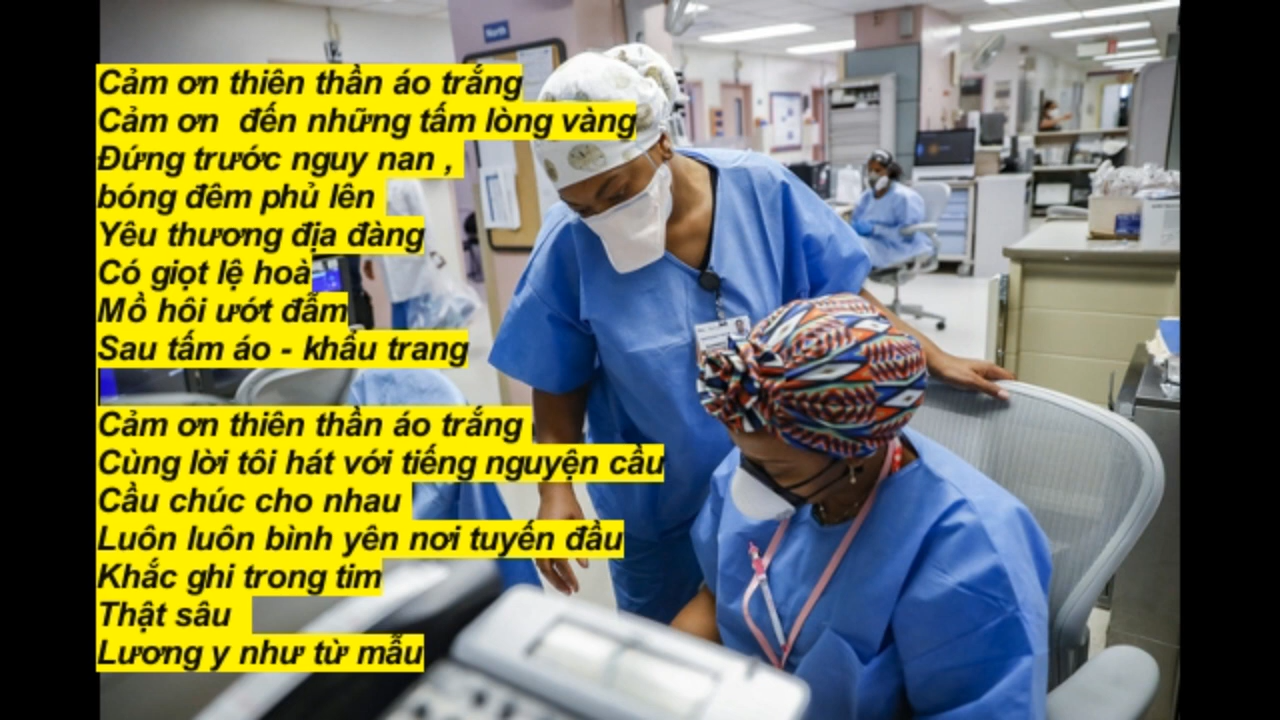 North
Cảm ơn thiên thần áo trắng
Cảm ơn  đến những tấm lòng vàng
Đứng trước nguy nan ,
bóng đêm phủ lên
Yêu thương địa đàng
Có giọt lệ hoà
Mồ hôi ướt đẫm
Sau tấm áo - khẩu trang
Cảm ơn thiên thần áo trắng
Cùng lời tôi hát với tiếng nguyện cầu
Cầu chúc cho nhau
Luôn luôn bình yên nơi tuyến đầu
Khắc ghi trong tim
Thật sâu
Lương y như từ mẫu